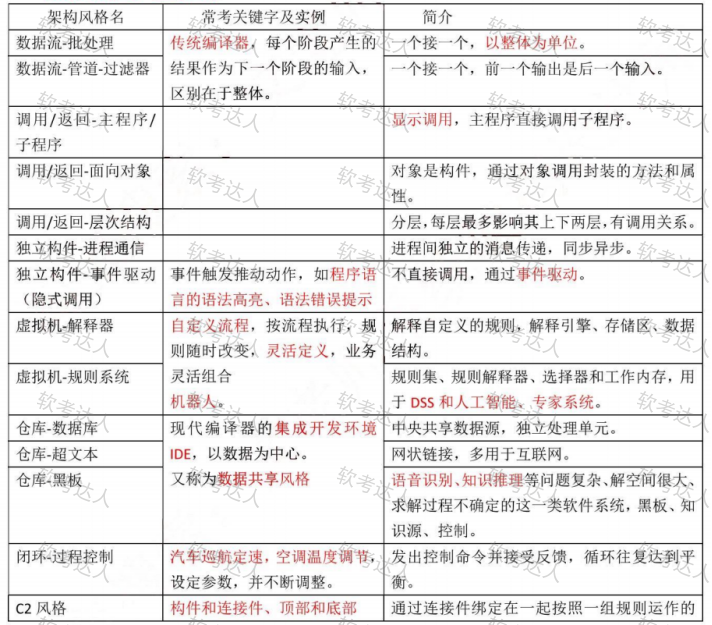 架构风格名 常考关键字及实例 简介
数据流-批处理
数据流-管道-过滤器
传统编译器，每个阶段产生的
结果作为下一个阶段的输入，
区别在于整体。
一个接一个，以整体为单位。
一个接一个，前一个输出是后一个输入。
调用/返回-主程序/
子程序
显示调用，主程序直接调用子程序。
调用/返回-面向对象
对象是构件，通过对象调用封装的方法和属
性。
调用/返回-层次结构
分层，每层最多影响其上下两层，有调用关系。
独立构件-进程通信
进程间独立的消息传递，同步异步。
独立构件-事件驱动
（隐式调用）
事件触发推动动作，如程序语
言的语法高亮、语法错误提示
不直接调用，通过事件驱动。
虚拟机-解释器
虚拟机-规则系统
自定义流程，按流程执行，规
则随时改变，灵活定义，业务
灵活组合
机器人。
解释自定义的规则，解释引擎、存储区、数据
结构。
规则集、规则解释器、选择器和工作内存，用
于 DSS 和人工智能、专家系统。
仓库-数据库
仓库-超文本
仓库-黑板
现代编译器的集成开发环境
IDE，以数据为中心。
又称为数据共享风格
中央共享数据源，独立处理单元。
网状链接，多用于互联网。
语音识别、知识推理等问题复杂、解空间很大、
求解过程不确定的这一类软件系统，黑板、知
识源、控制。
闭环-过程控制
汽车巡航定速，空调温度调节，
设定参数，并不断调整。
发出控制命令并接受反馈，循环往复达到平
衡。
C2 风格
构件和连接件、顶部和底部
通过连接件绑定在一起按照一组规则运作的
软考达人